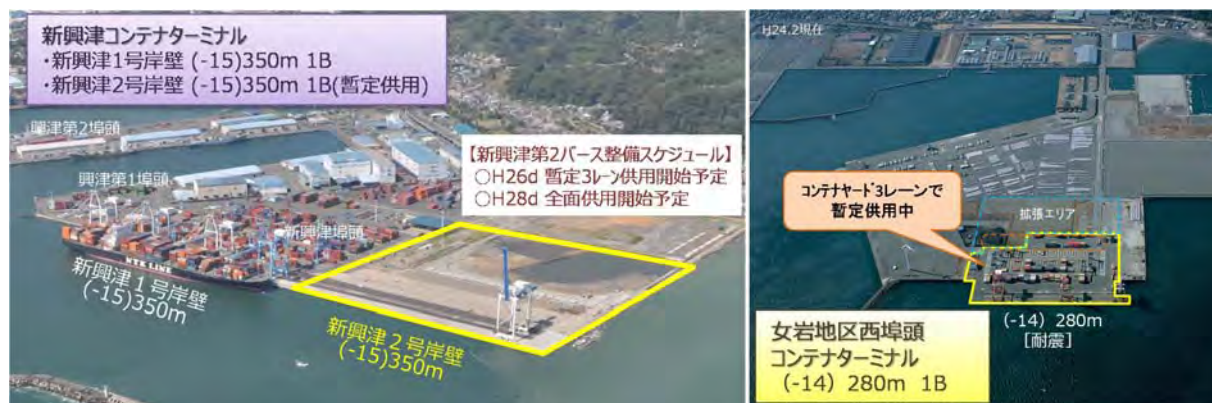 新興津コンテナターミナル
・新興津1号岸壁 (-15)350m 1B
・新興津2号岸壁 (-15)350m 1B(暫定供用)
興津第2埠頭
興津第1埠頭
新興津埠頭
【新興津第2バース整備スケジュール】
○H26d 暫定3レーン供用開始予定
○H28d 全面供用開始予定
NYK LINE
新興津1号岸壁
(-15)350m
新興津2号岸壁
(-15)350m
H24.2現在
コンテナヤード3レーンで
暫定供用中
拡張エリア
(-14) 280m
[耐震]
女岩地区西埠頭
コンテナターミナル
(-14) 280m 1B